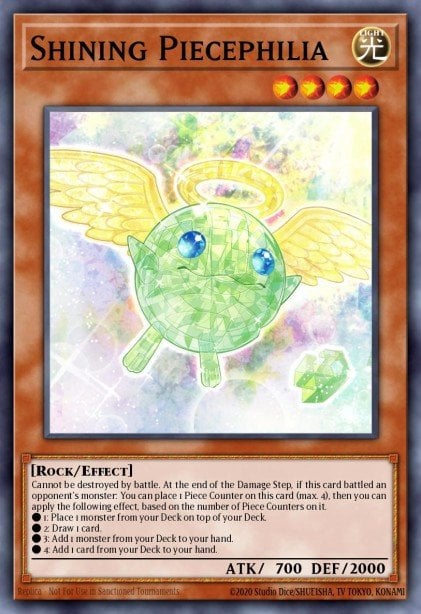 SHINING PIECEPHILIA
LIGHT
光
[ROCK/EFFECT]
Cannot be destroyed by battle. At the end of the Damage Step, if this card battled an
opponent's monster: You can place 1 Piece Counter on this card (max. 4), then you can
apply the following effect, based on the number of Piece Counters on it.
●1: Place 1 monster from your Deck on top of your Deck.
●2: Draw 1 card.
●3: Add 1 monster from your Deck to your hand.
●4: Add 1 card from your Deck to your hand.
ATK/ 700 DEF/2000
Replica - Not For Use in Sanctioned Tournaments
©2020 Studio Dice/SHUEISHA, TV TOKYO, KONAMI